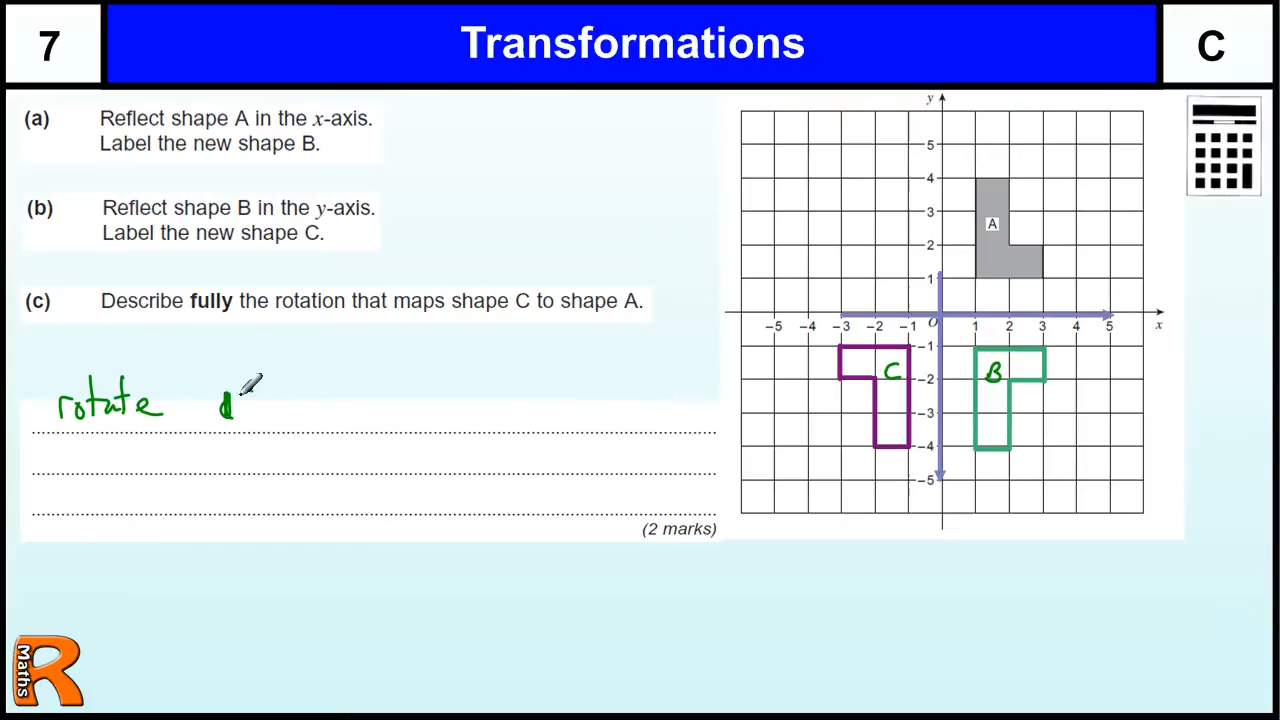 7
Transformations
C
(a) Reflect shape A in the x-axis.
Label the new shape B.
(b) Reflect shape B in the y-axis.
Label the new shape C.
(c) Describe fully the rotation that maps shape C to shape A.
rotate
(2 marks)
y
5
4
3
2
1
A
-5 -4 -3 -2 -1 O 1 2 3 4 5 x
-1
-2
-3
-4
-5
C
B
R
Maths